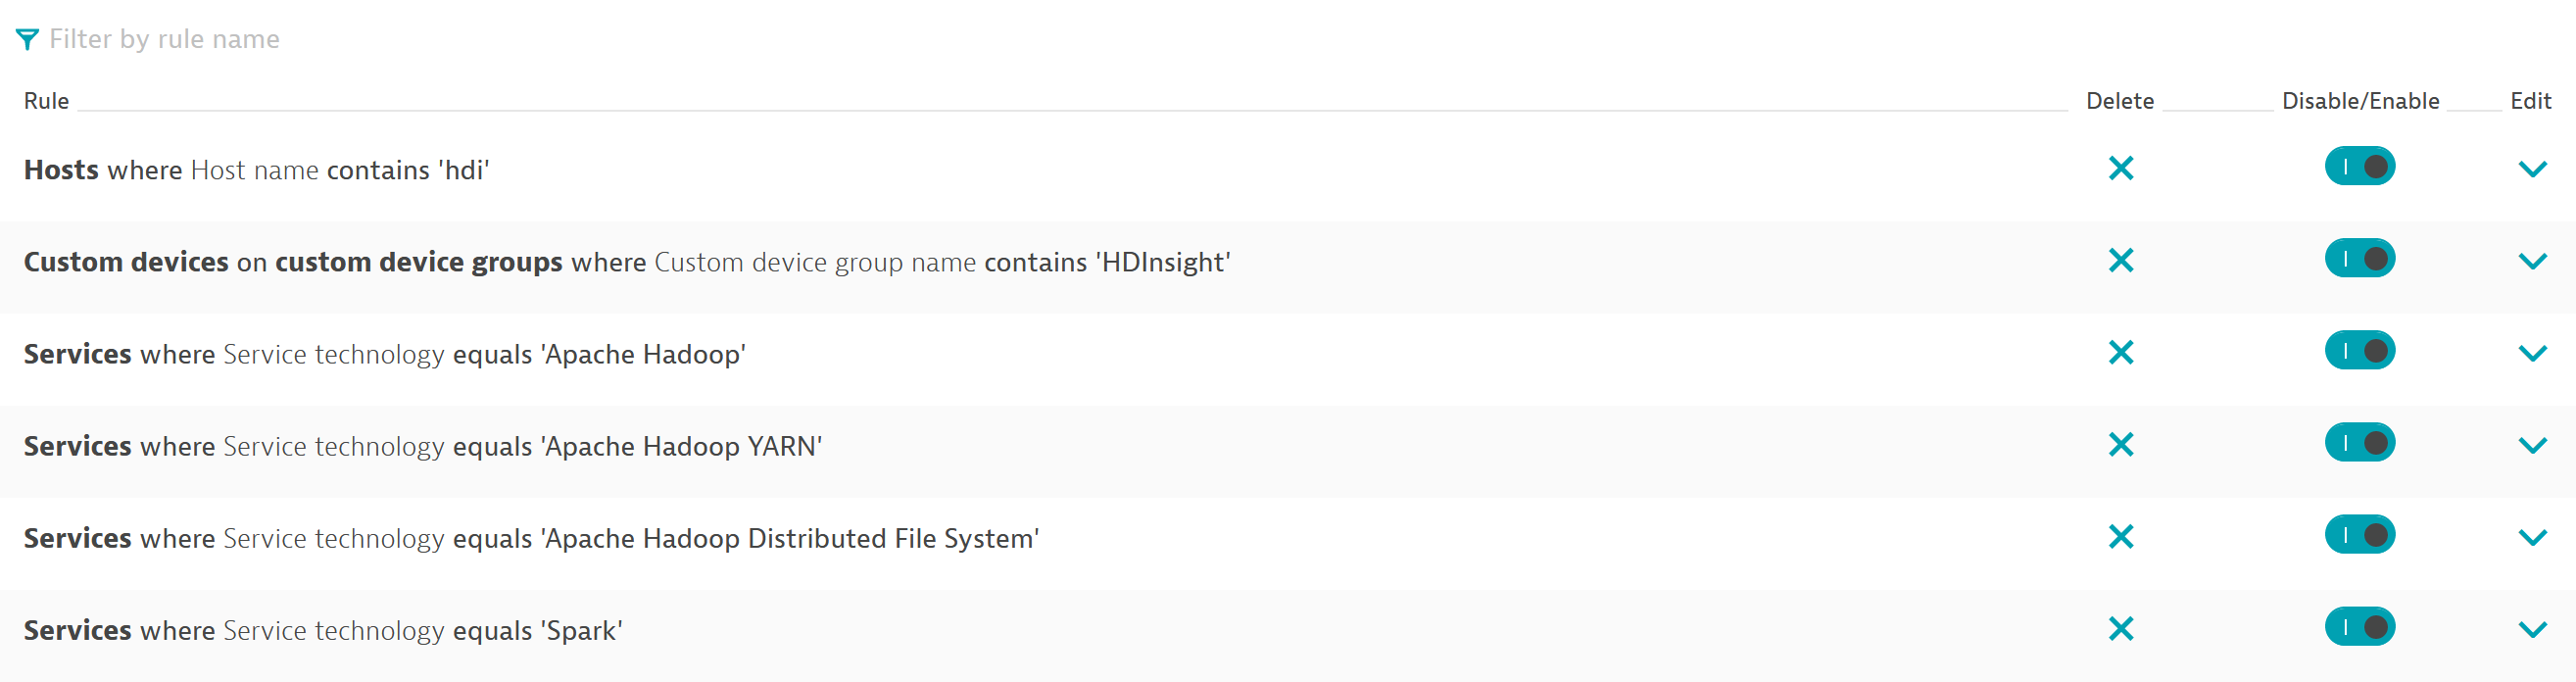 Filter by rule name
Rule Delete Disable/Enable Edit
Hosts where Host name contains 'hdi'
Custom devices on custom device groups where Custom device group name contains 'HDInsight'
Services where Service technology equals 'Apache Hadoop'
Services where Service technology equals 'Apache Hadoop YARN'
Services where Service technology equals 'Apache Hadoop Distributed File System'
Services where Service technology equals 'Spark'